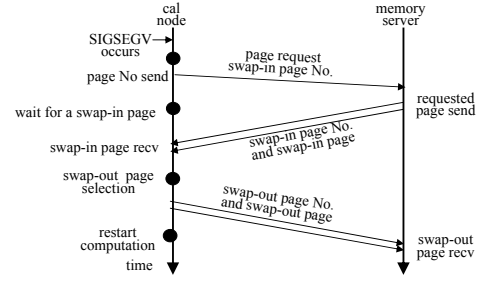 cal
node
memory
server
SIGSEGV
occurs
page request
swap-in page No.
page No send
requested
page send
wait for a swap-in page
swap-in page No.
and swap-in page
swap-in page recv
swap-out page
selection
swap-out page No.
and swap-out page
restart
computation
swap-out
page recv
time